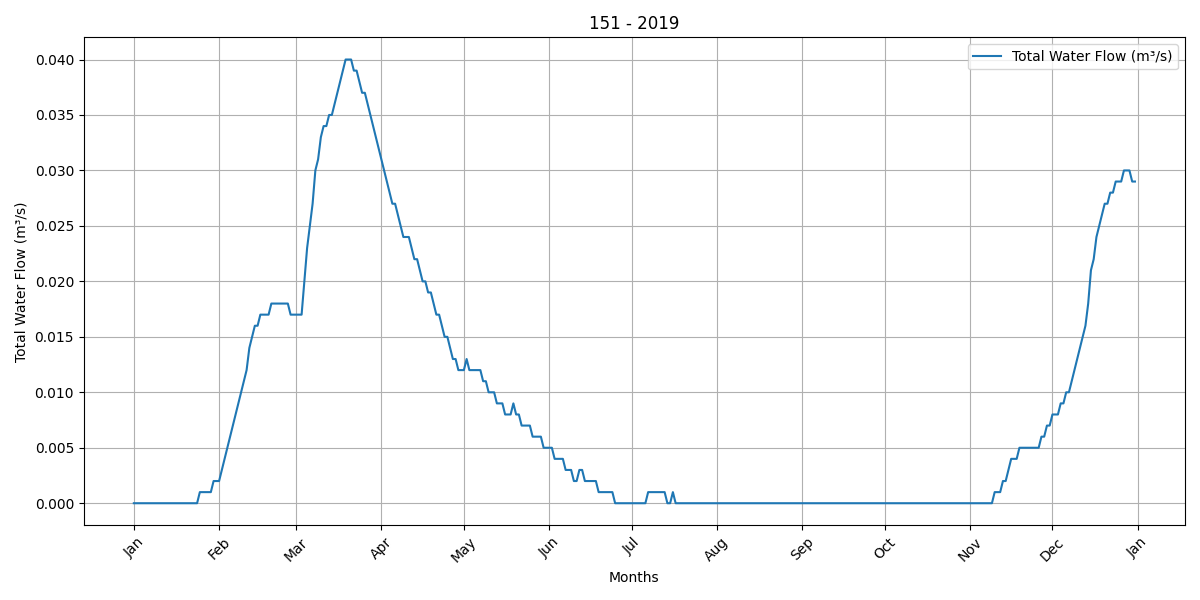 151 - 2019
Total Water Flow (m³/s)
0.040
0.035
0.030
0.025
0.020
0.015
0.010
0.005
0.000
Total Water Flow (m³/s)
Jan
Feb
Mar
Apr
May
Jun
Jul
Aug
Sep
Oct
Nov
Dec
Jan
Months